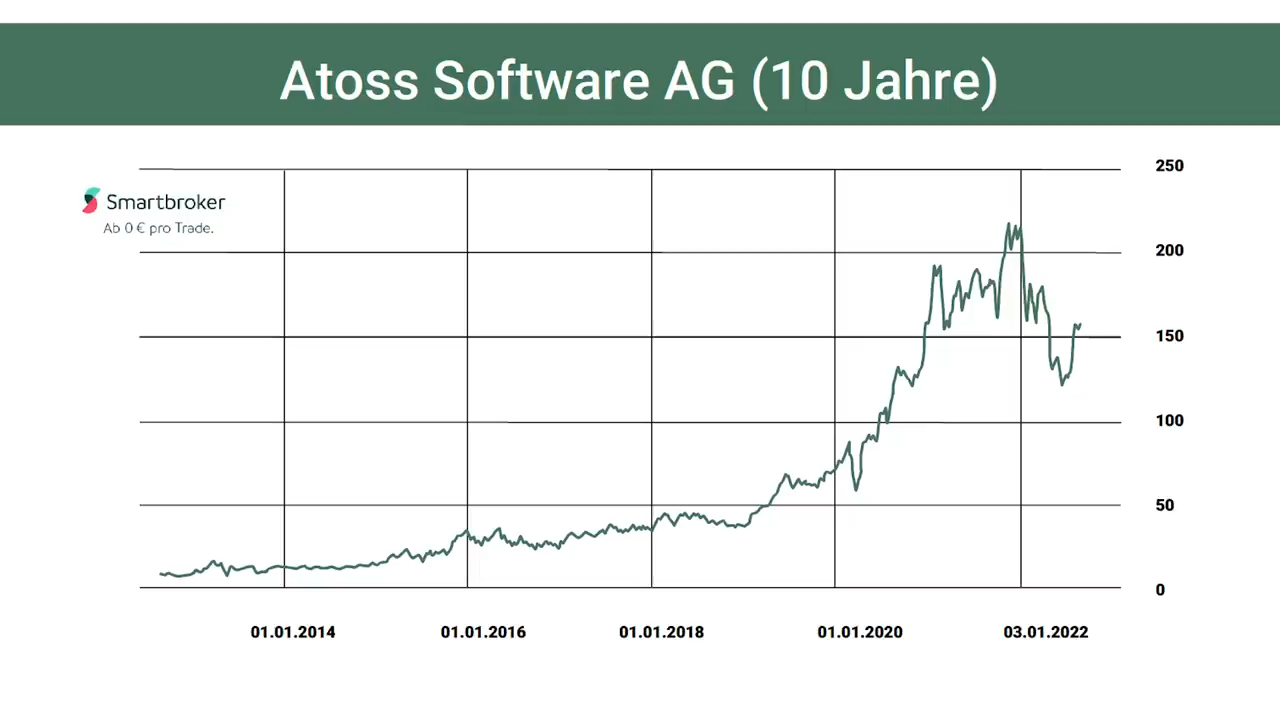 Atoss Software AG (10 Jahre)
Smartbroker
Ab 0 € pro Trade.
250
200
150
100
50
0
01.01.2014 01.01.2016 01.01.2018 01.01.2020 03.01.2022